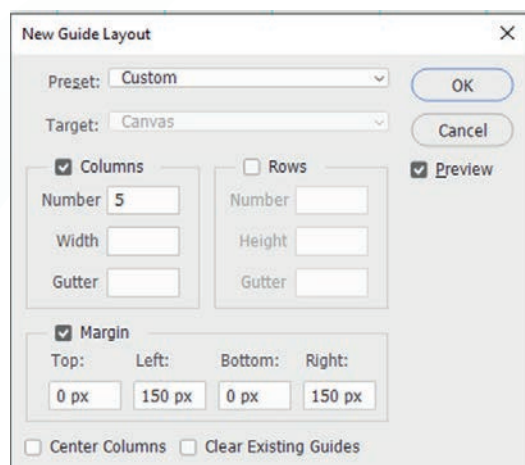 New Guide Layout
Preset: Custom
OK
Target: Canvas
Cancel
Columns
Rows
Preview
Number 5
Number
Width
Height
Gutter
Gutter
Margin
Top: Left: Bottom: Right:
0 px 150 px 0 px 150 px
Center Columns Clear Existing Guides